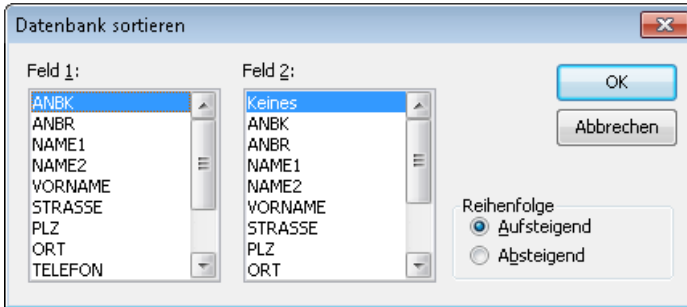 Datenbank sortieren
Feld 1:
ANBK
ANBR
NAME1
NAME2
VORNAME
STRASSE
PLZ
ORT
TELEFON
Feld 2:
Keines
ANBK
ANBR
NAME1
NAME2
VORNAME
STRASSE
PLZ
ORT
OK
Abbrechen
Reihenfolge
Aufsteigend
Absteigend